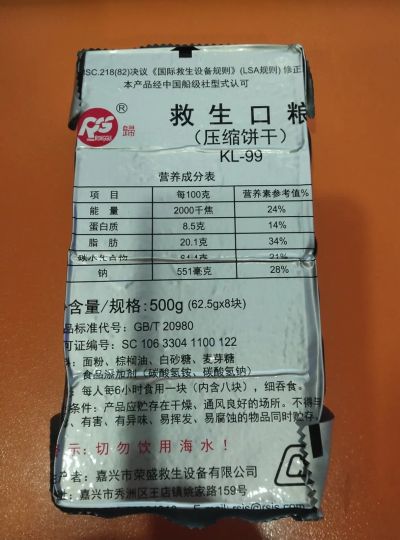 SC.218(82)决议《国际救生设备规则》(LSA规则) 修正
本产品经中国船级社型式认可
RSS ®
救生口粮
(压缩饼干)
KL-99
营养成分表
项目 每100克 营养素参考值%
能量 2000千焦 24%
蛋白质 8.5克 14%
脂肪 20.1克 34%
21%
钠 551毫克 28%
含量/规格:500g (62.5gx8块)
品标准代号: GB/T 20980
可证编号: SC 106 3304 1100 122
: 面粉、棕榈油、白砂糖、麦芽糖
食品添加剂 (碳酸氢铵、碳酸氢钠)
: 每人每6小时食用一块 (内含八块), 细吞食。
条件: 产品应贮存在干燥、通风良好的场所。不得与
、有害、有异味、易挥发、易腐蚀的物品同时贮存
示: 切勿饮用海水!
产者: 嘉兴市荣盛救生设备有限公司
址: 嘉兴市秀洲区王店镇姚家路159号